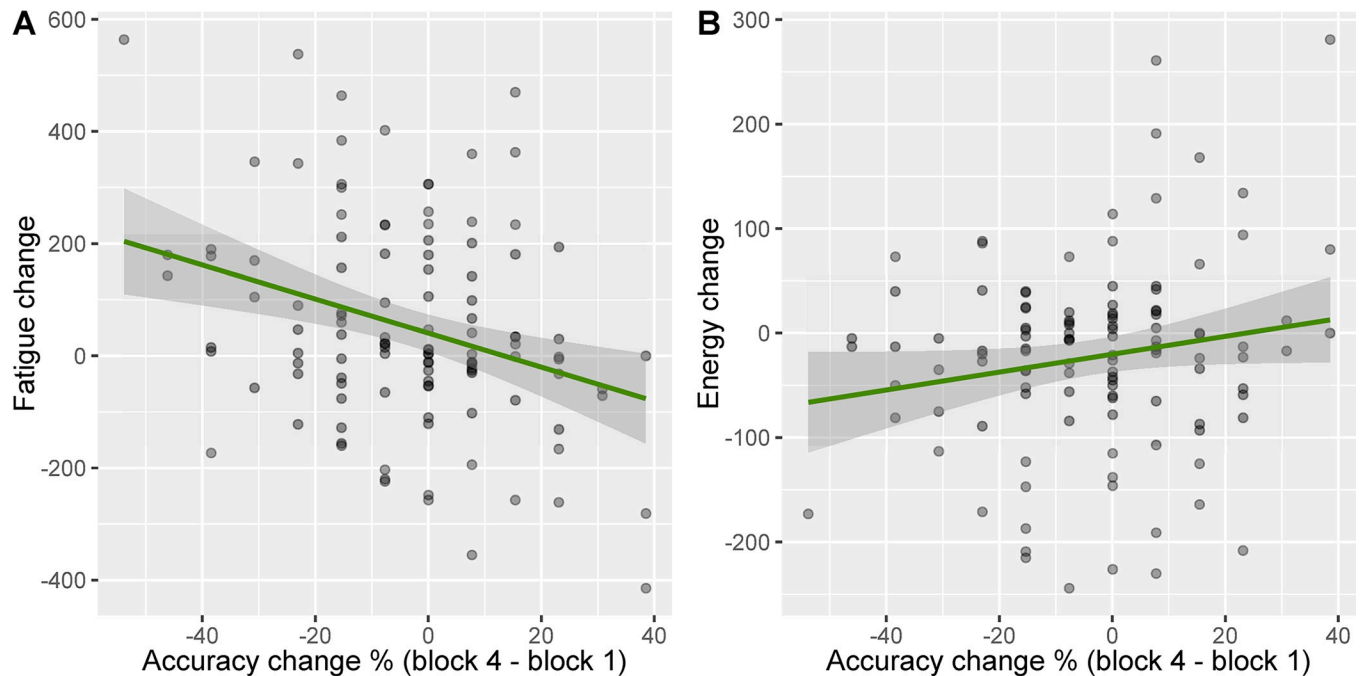 A
600
400
200
0
-200
-400
Fatigue change
-40 -20 0 20 40
Accuracy change % (block 4 - block 1)
B
300
200
100
0
-100
-200
Energy change
-40 -20 0 20 40
Accuracy change % (block 4 - block 1)